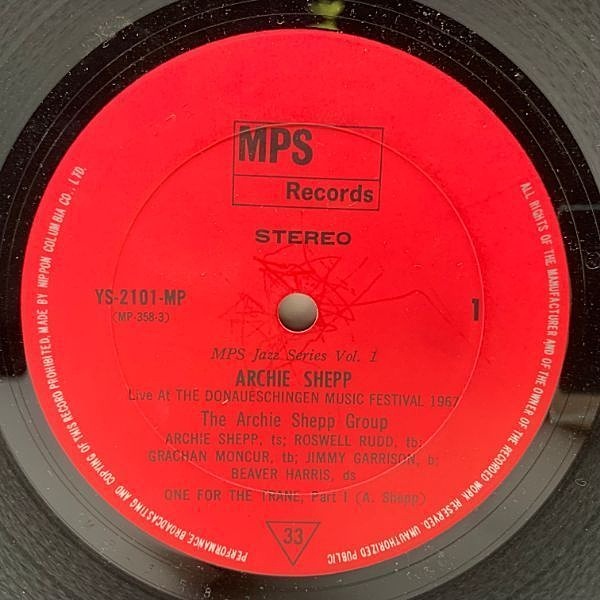 MPS
Records
STEREO
YS-2101-MP
(MP-358-3)
1
MPS Jazz Series Vol. 1
ARCHIE SHEPP
Live At THE DONAUESCHINGEN MUSIC FESTIVAL 1967
The Archie Shepp Group
ARCHIE SHEPP, ts; ROSWELL RUDD, tb;
GRACHAN MONCUR, tb; JIMMY GARRISON, b;
BEAVER HARRIS, ds
ONE FOR THE TRANE, Part I (A. Shepp)
33
ALL RIGHTS OF THE MANUFACTURER AND OF THE OWNER OF THE RECORDED WORK RESERVED. UNAUTHORIZED PUBLIC
PERFORMANCE, BROADCASTING AND COPYING OF THIS RECORD PROHIBITED. MADE BY NIPPON COLUMBIA CO., LTD.